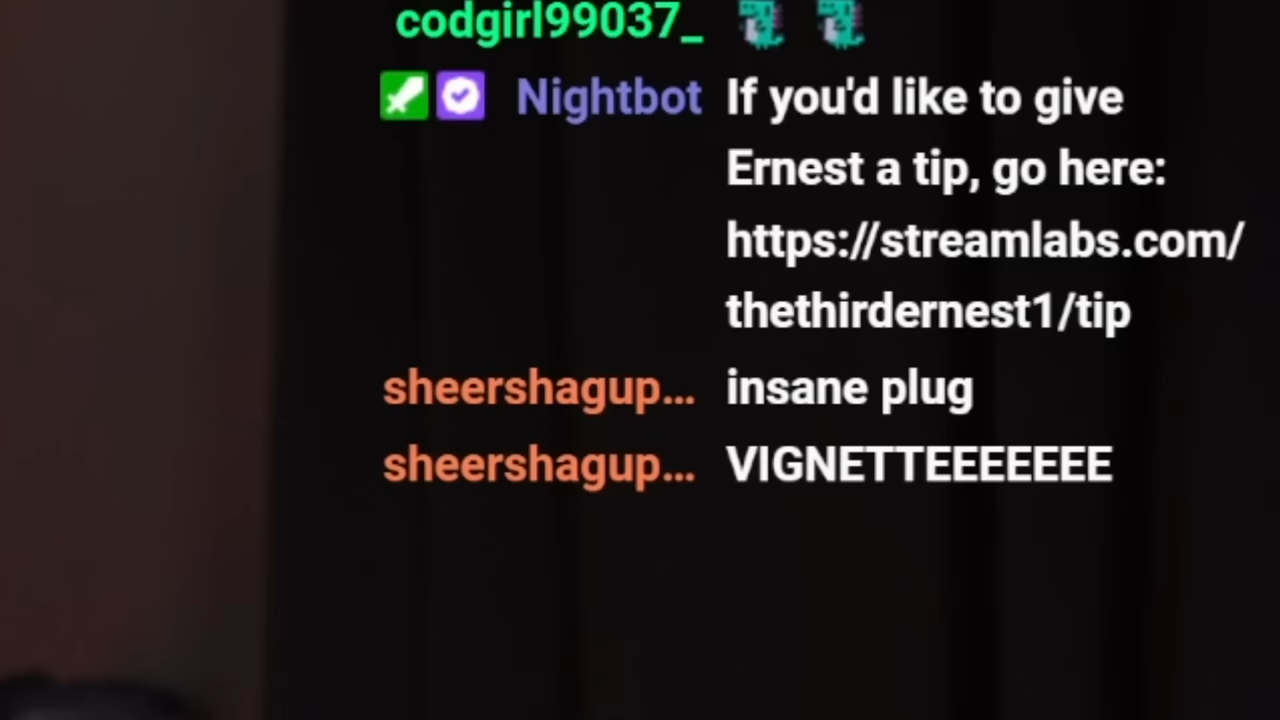 codgirl99037_
Nightbot If you'd like to give
Ernest a tip, go here:
https://streamlabs.com/
thethirdernest1/tip
sheershagup... insane plug
sheershagup... VIGNETTEEEEEEE